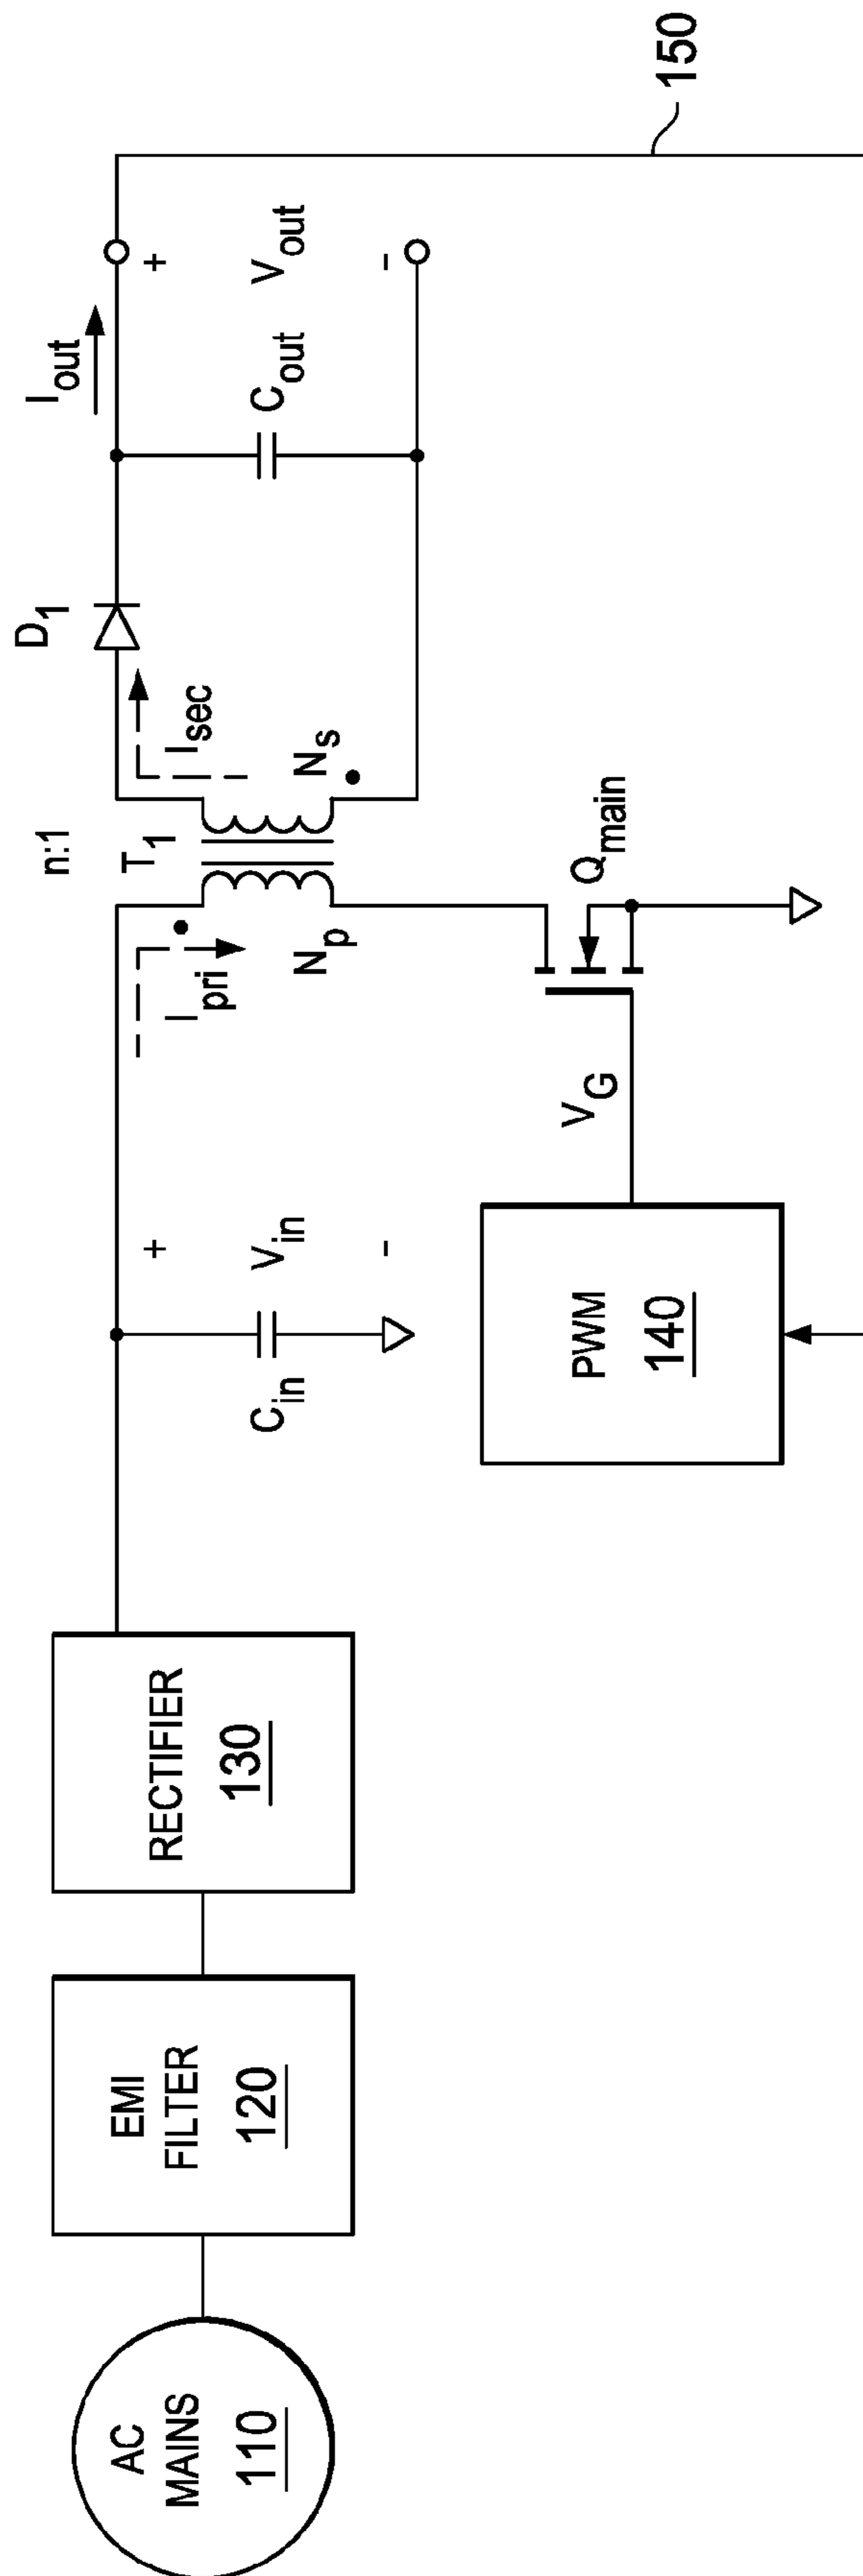 AC
MAINS
110
EMI
FILTER
120
RECTIFIER
130
C_in
+
V_in
-
PWM
140
V_G
I_pri
N_p
n:1
T_1
Q_main
I_sec
N_s
D_1
I_out
C_out
+
V_out
-
150